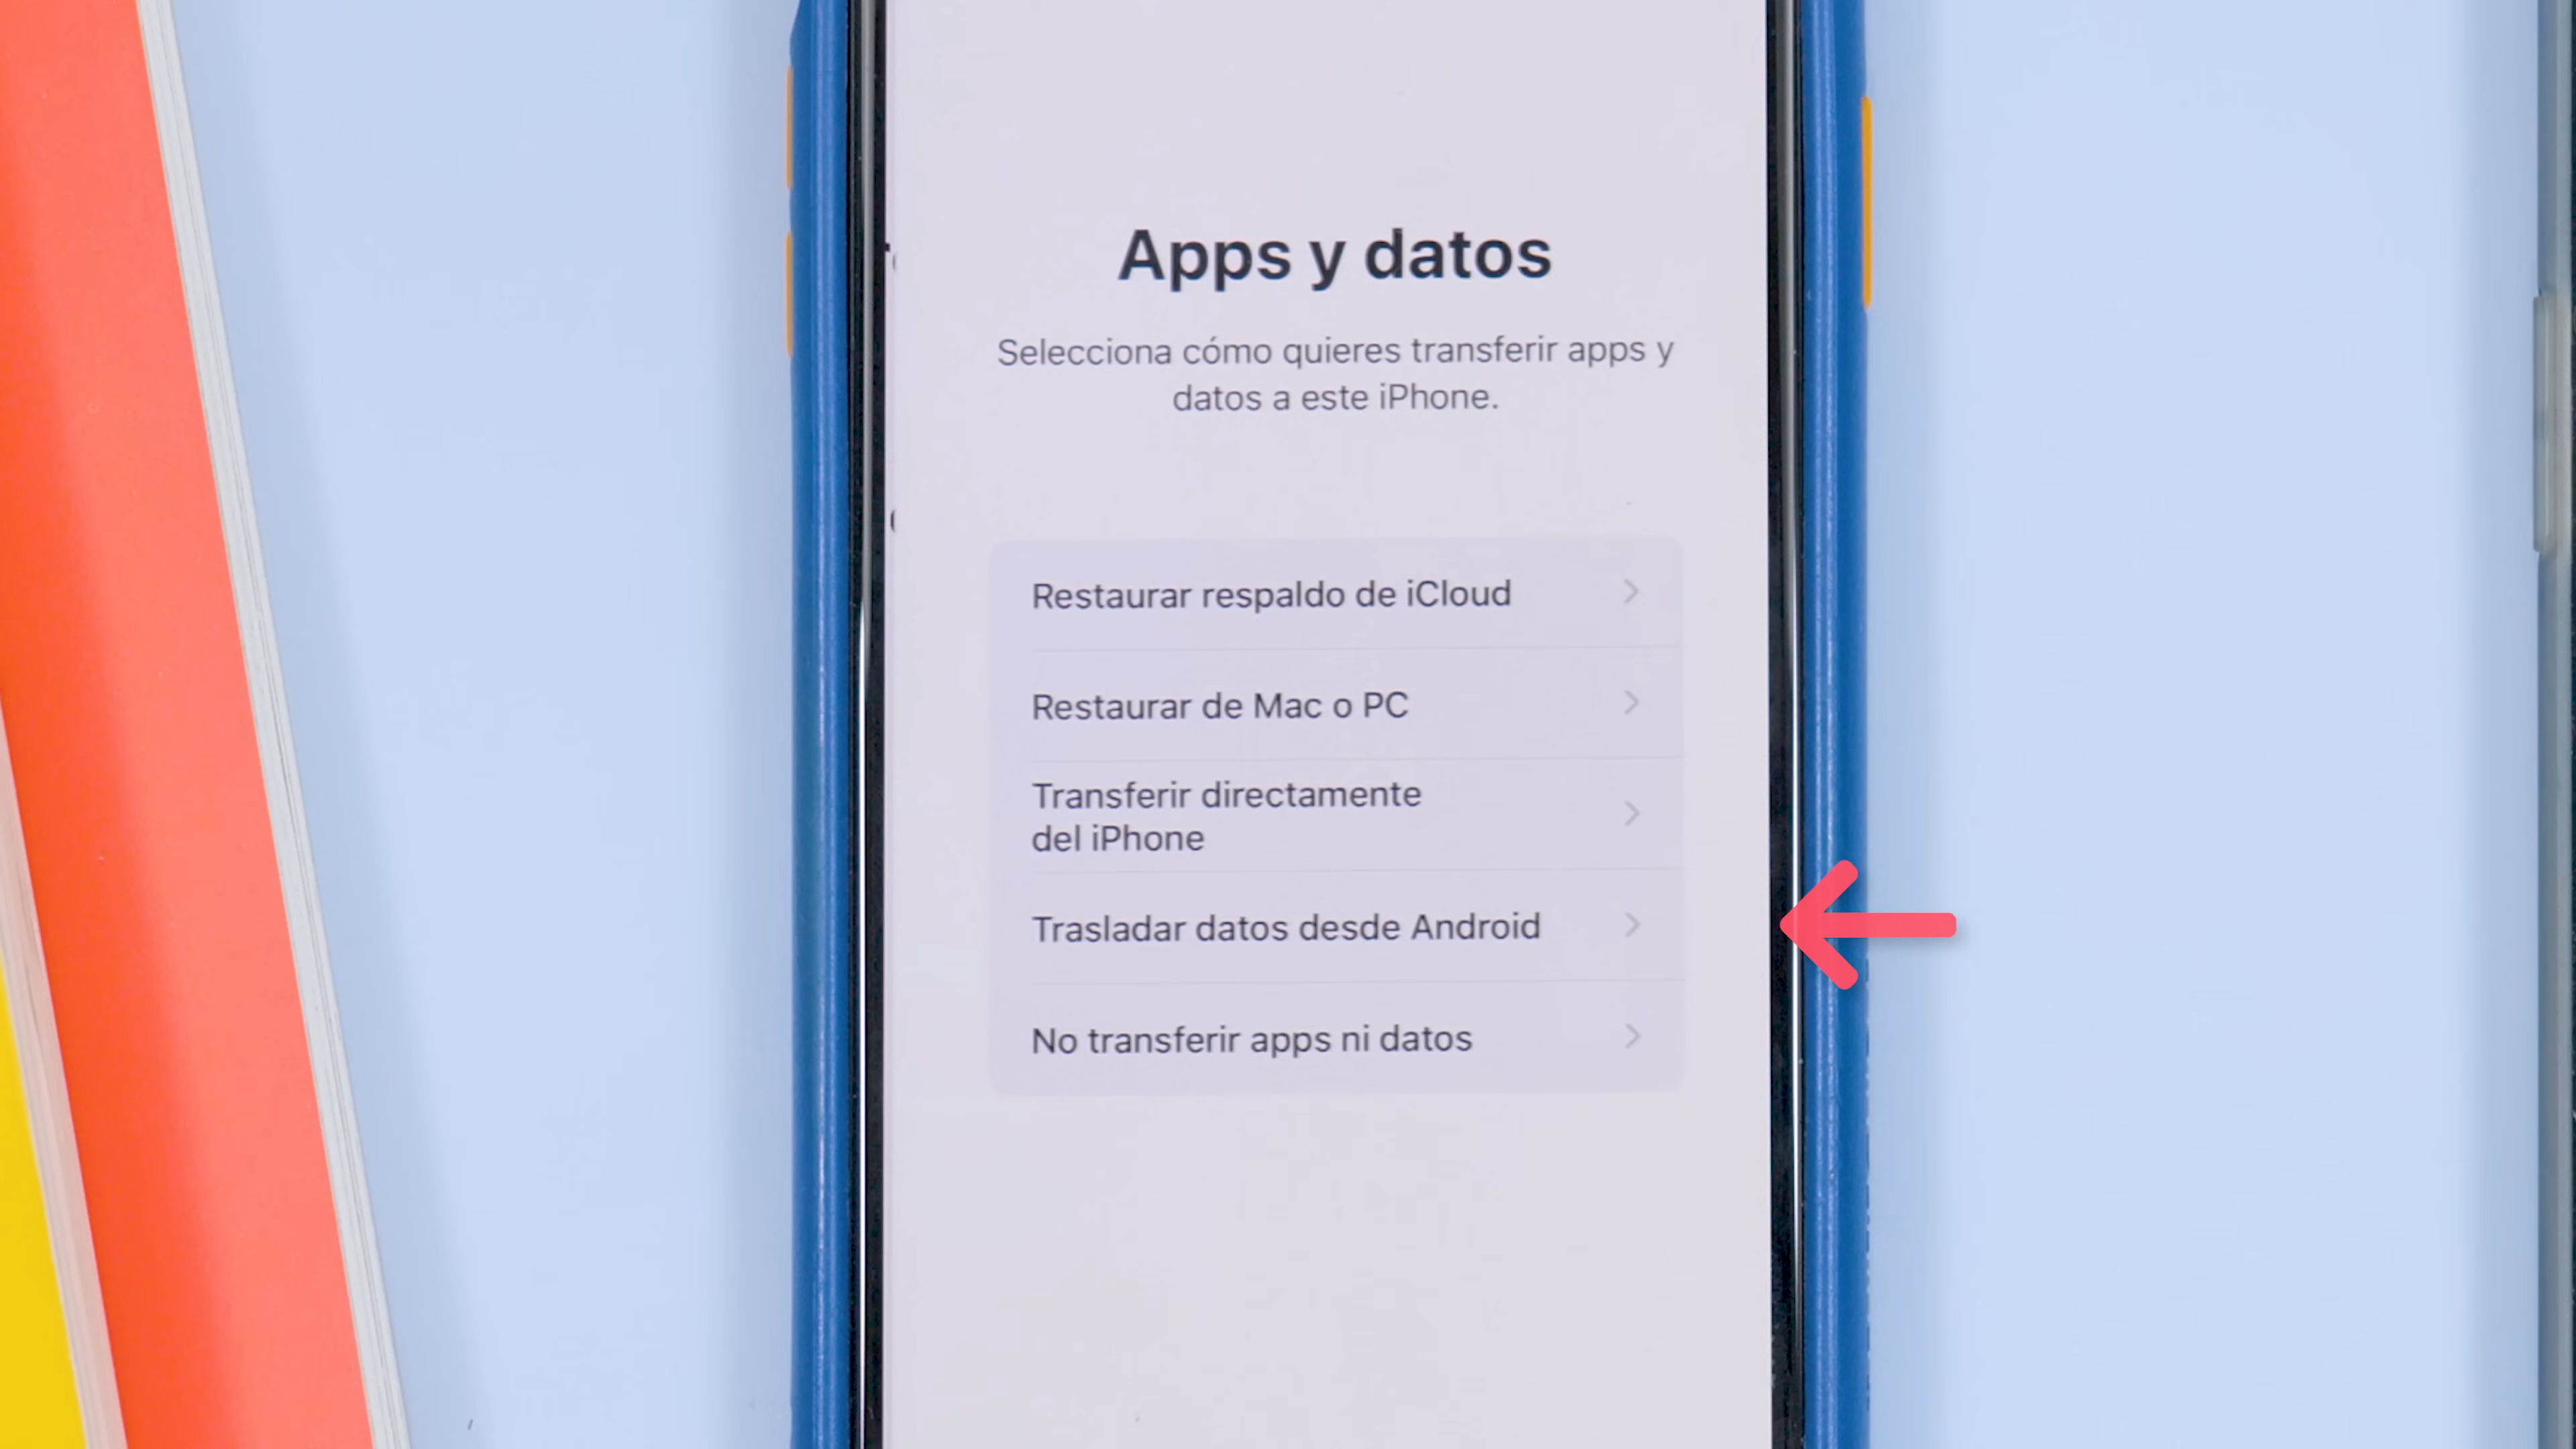 Apps y datos
Selecciona cómo quieres transferir apps y
datos a este iPhone.
Restaurar respaldo de iCloud
Restaurar de Mac o PC
Transferir directamente
del iPhone
Trasladar datos desde Android
No transferir apps ni datos